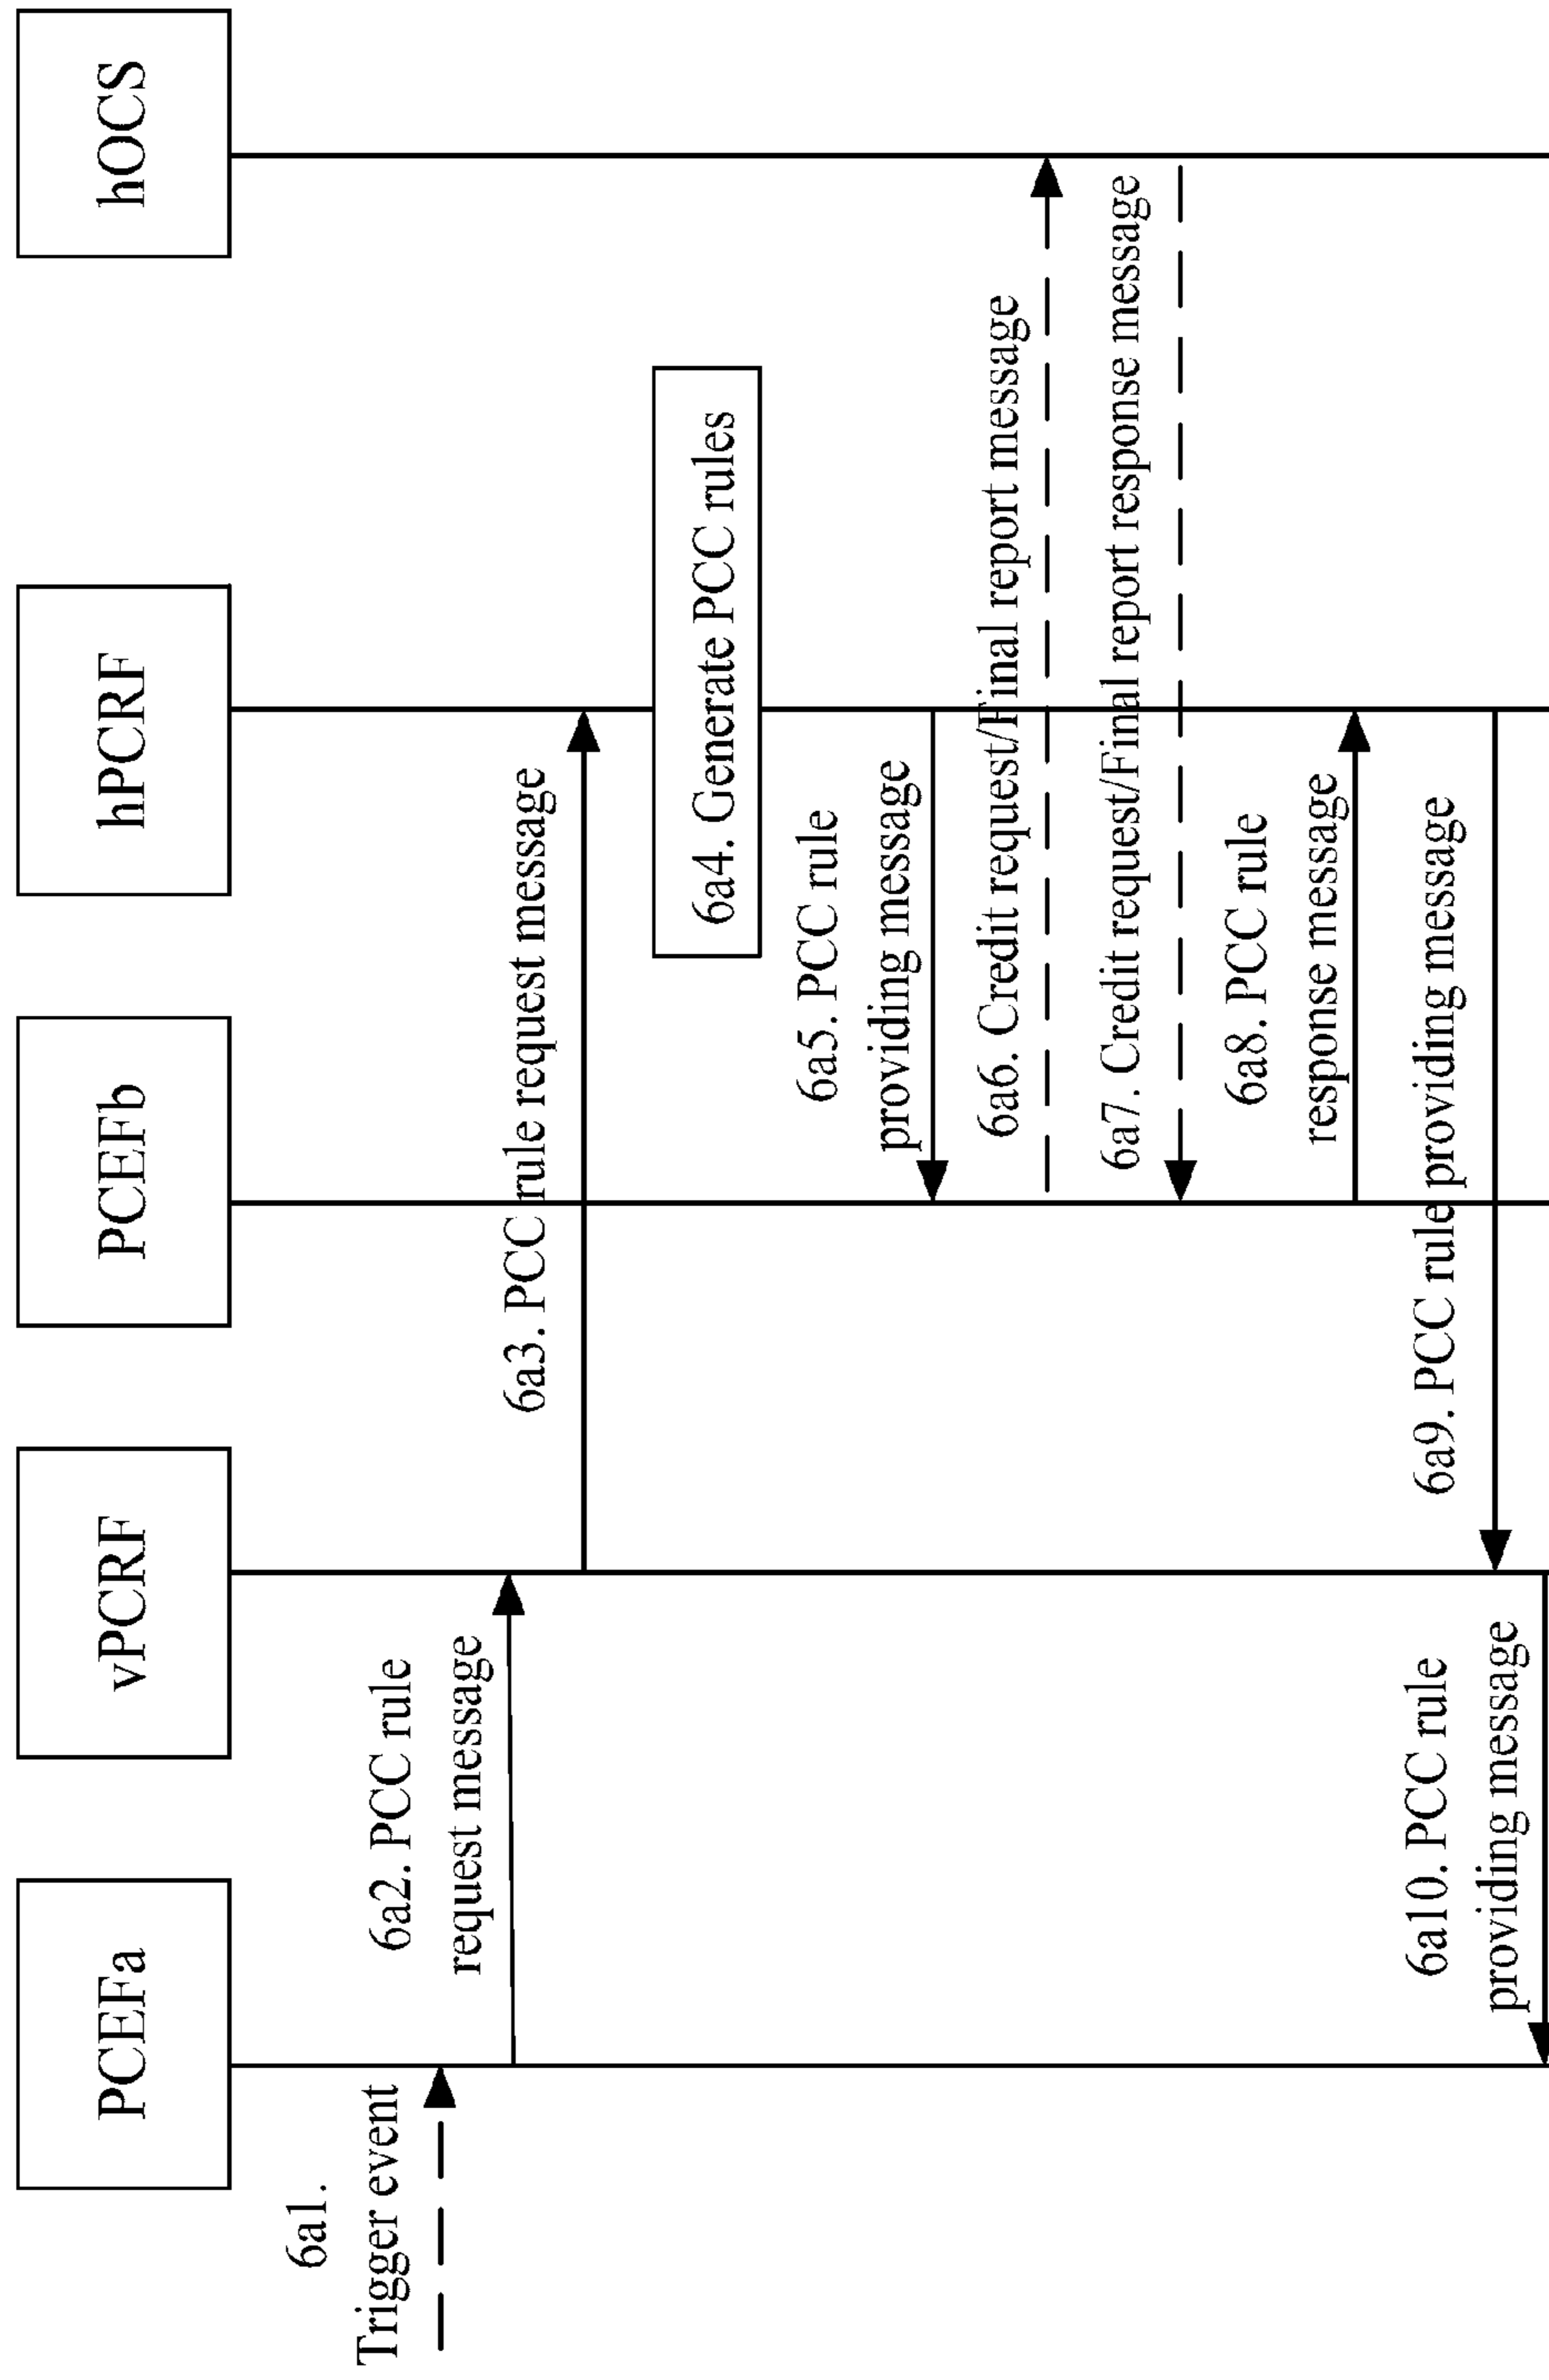 PCEFa
vPCRF
PCEFb
hPCRF
hOCS
6a1.
Trigger event
6a2. PCC rule
request message
6a3. PCC rule request message
6a4. Generate PCC rules
6a5. PCC rule
providing message
6a6. Credit request/Final report message
6a7. Credit request/Final report response message
6a8. PCC rule
response message
6a9. PCC rule providing message
6a10. PCC rule
providing message